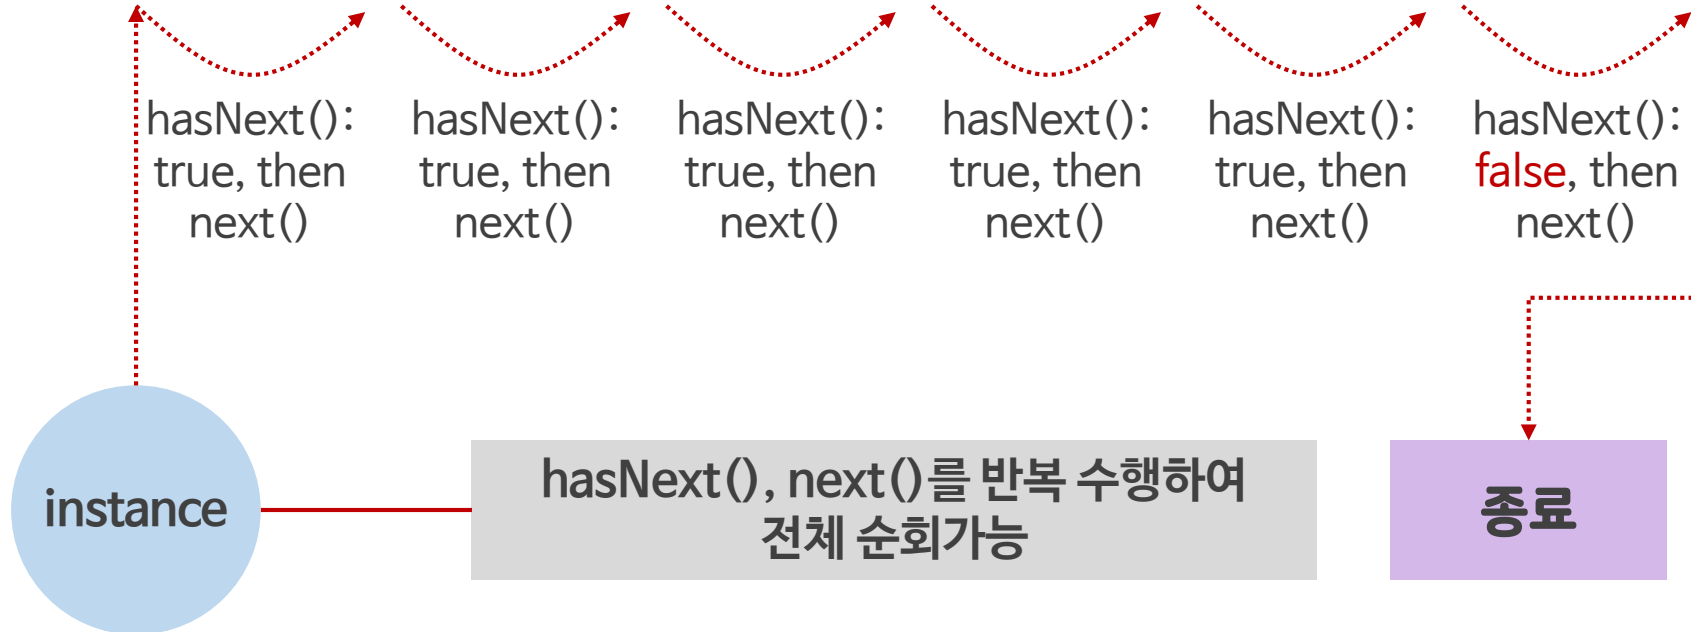 hasNext():
true, then
next()
hasNext():
true, then
next()
hasNext():
true, then
next()
hasNext():
true, then
next()
hasNext():
true, then
next()
hasNext():
false, then
next()
instance
hasNext(), next()를 반복 수행하여
전체 순회가능
종료